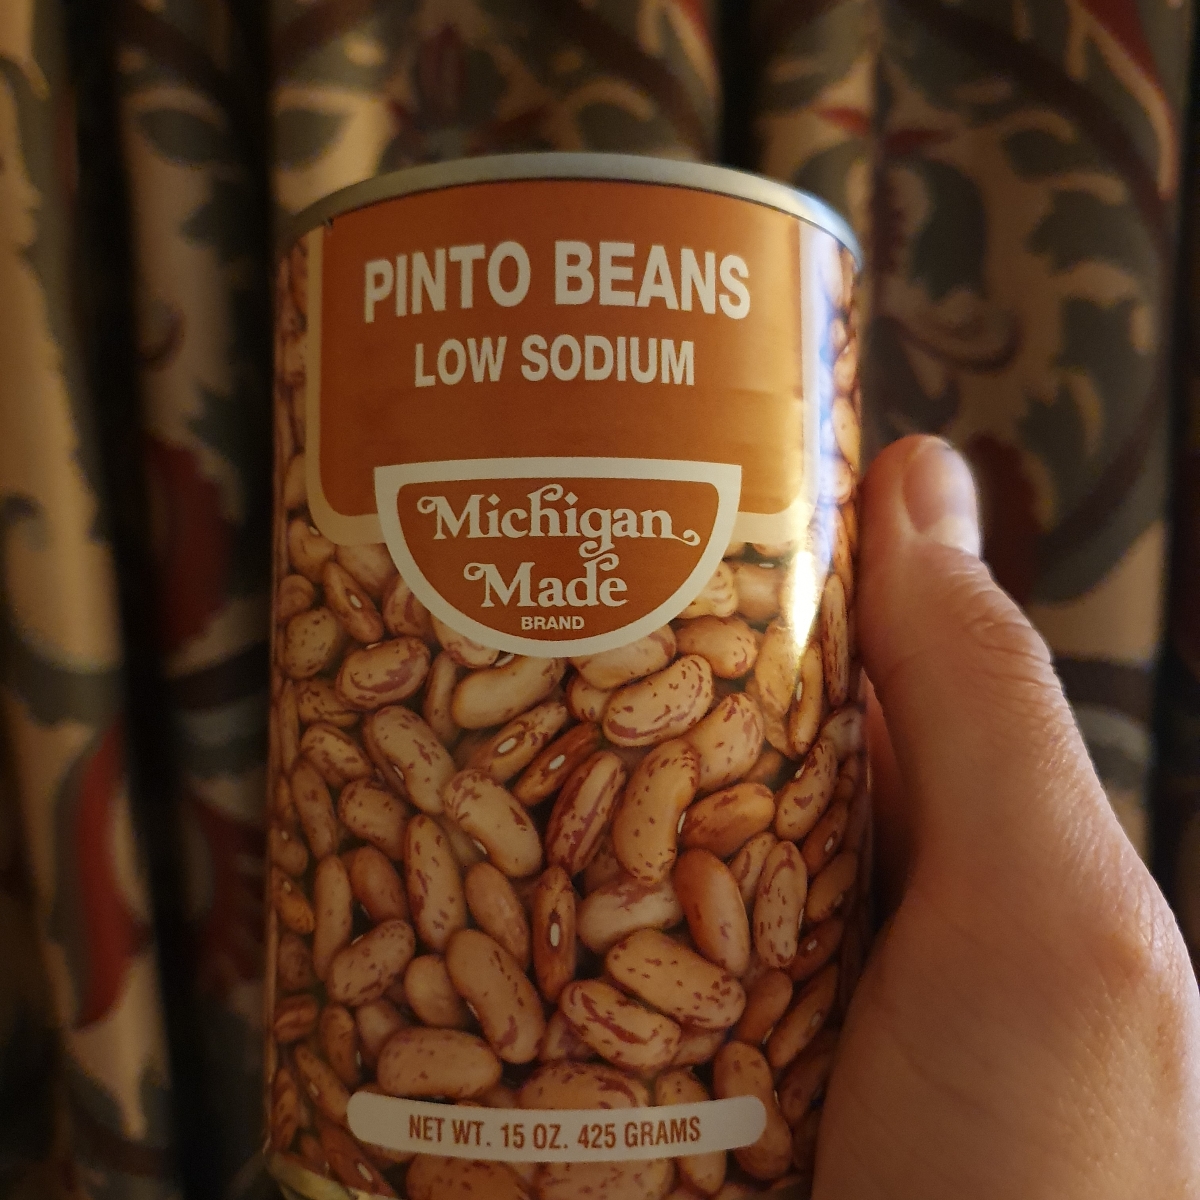 PINTO BEANS
LOW SODIUM
Michigan
Made
BRAND
NET WT. 15 OZ. 425 GRAMS